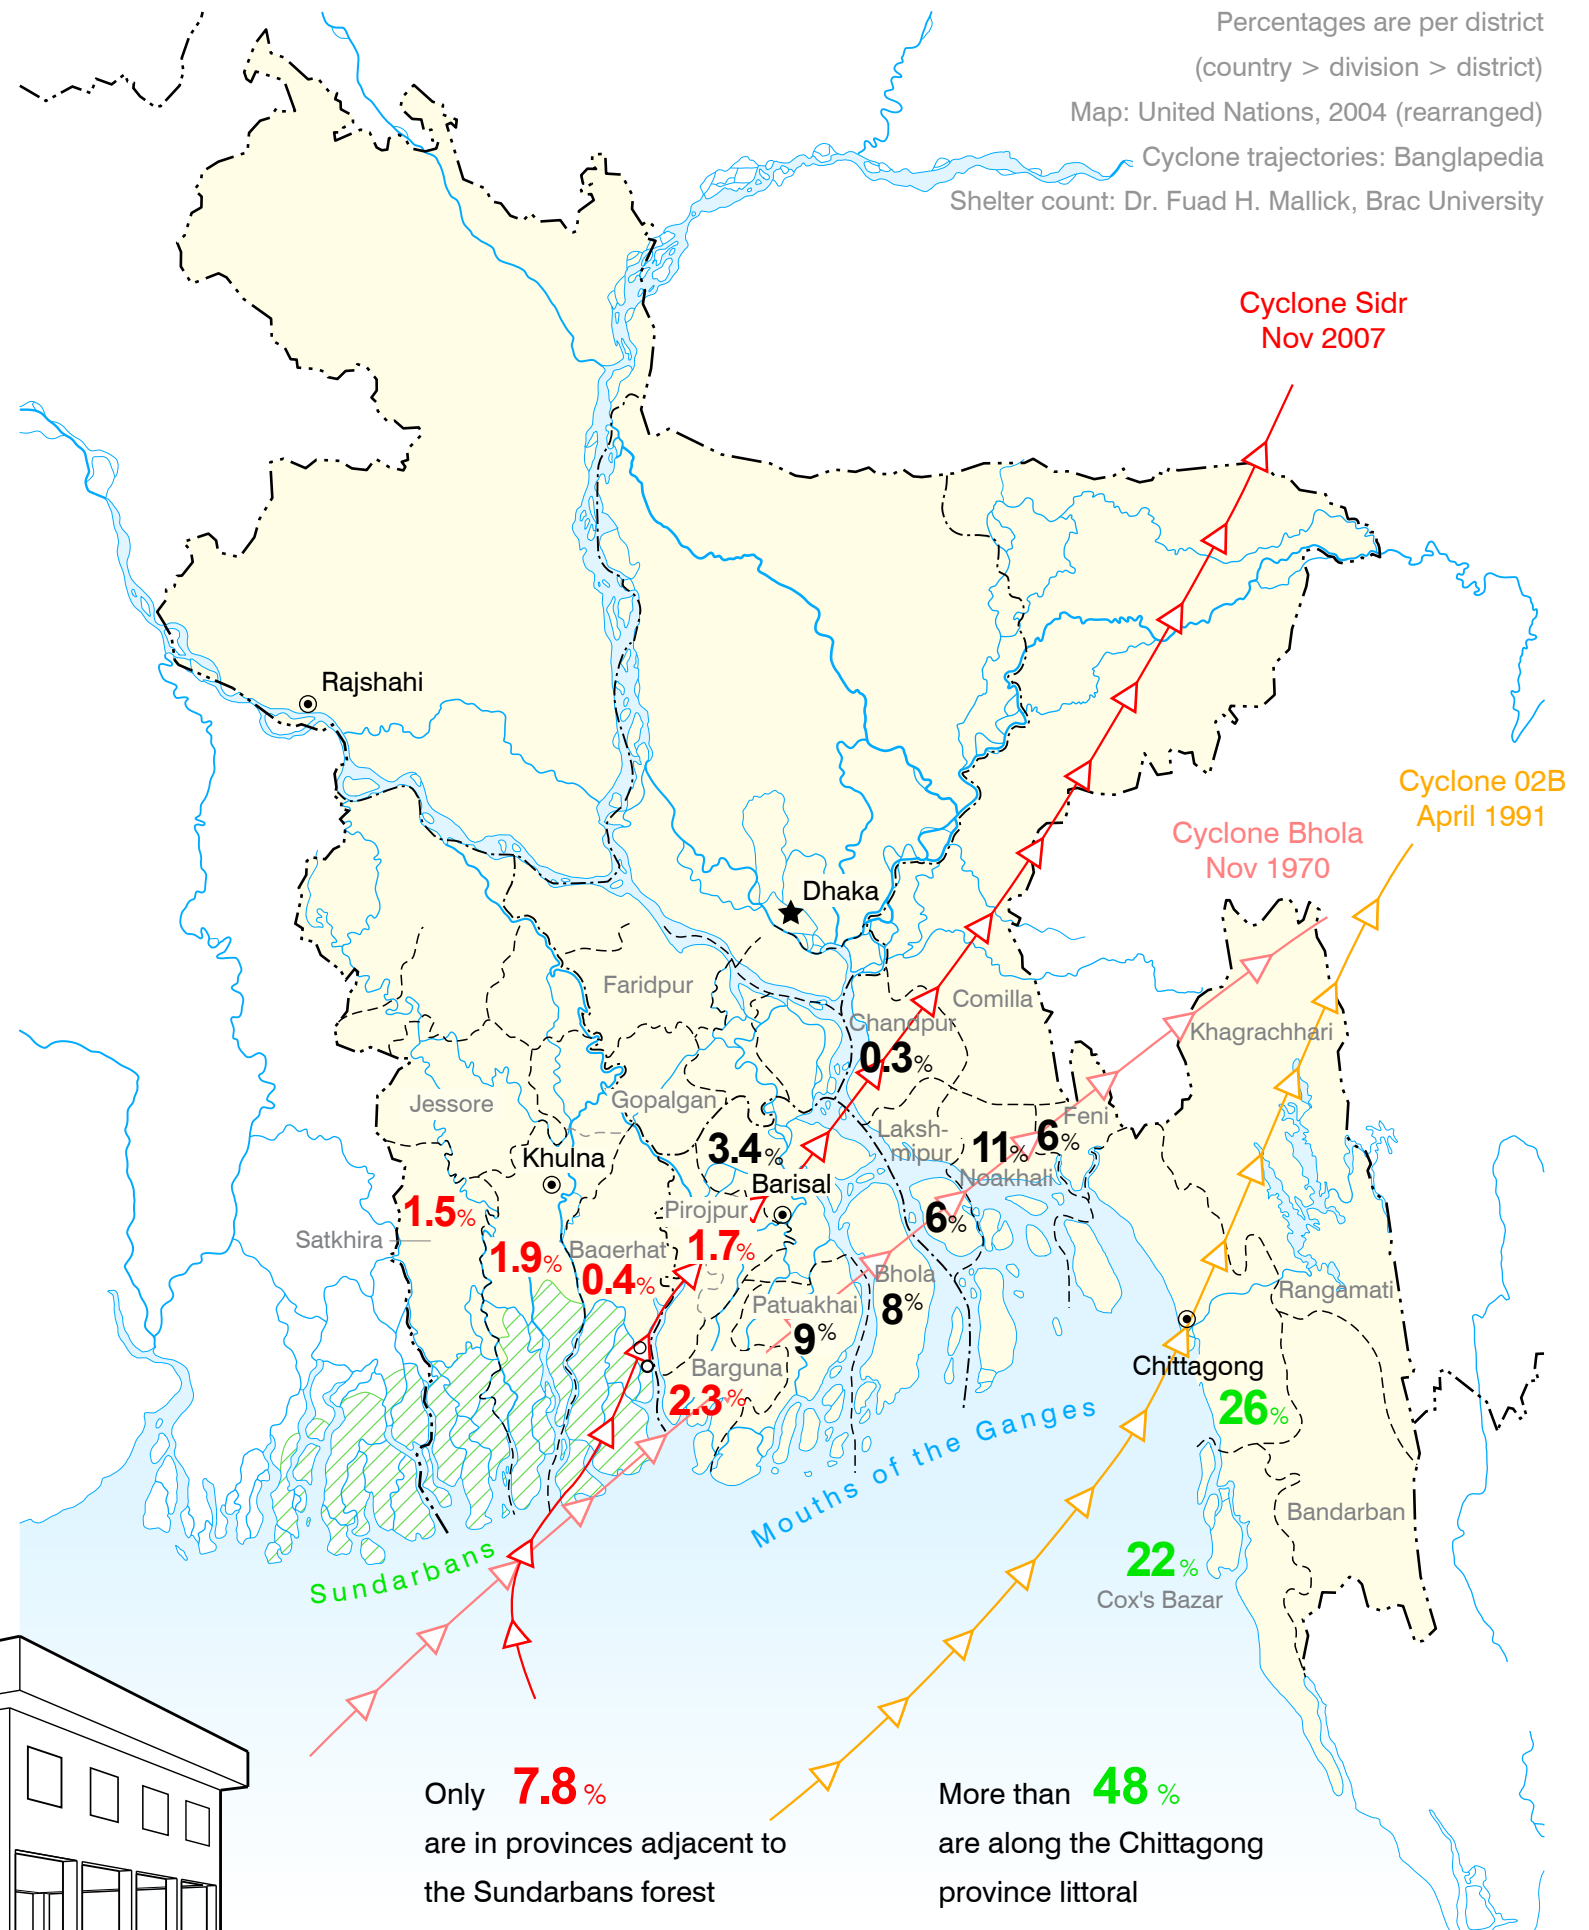 Percentages are per district
(country > division > district)
Map: United Nations, 2004 (rearranged)
Cyclone trajectories: Banglapedia
Shelter count: Dr. Fuad H. Mallick, Brac University
Cyclone Sidr
Nov 2007
Rajshahi
Cyclone 02B
April 1991
Cyclone Bhola
Nov 1970
Dhaka
Faridpur
Comilla
Chandpur
0.3%
Khagrachhari
Jessore
Gopalgan
Feni
6%
Laksh-
mipur
11%
Noakhali
3.4%
Khulna
Barisal
1.5%
Pirojpur
1.7%
6%
Satkhira
1.9%
Bagerhat
0.4%
Bhola
8%
Rangamati
Patuakhai
9%
Barguna
2.3%
Chittagong
26%
Mouths of the Ganges
Bandarban
22%
Cox's Bazar
Sundarbans
Only 7.8%
are in provinces adjacent to
the Sundarbans forest
More than 48%
are along the Chittagong
province littoral